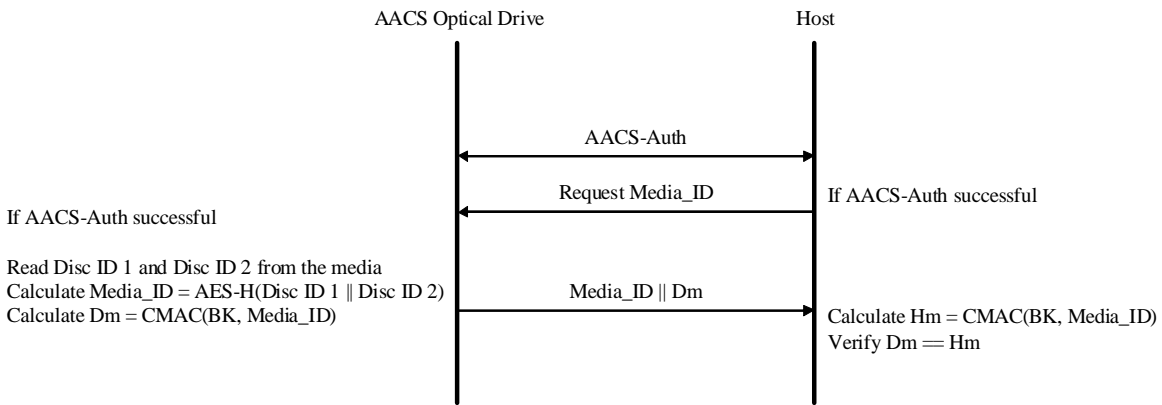 AACS Optical Drive
Host
AACS-Auth
Request Media_ID
If AACS-Auth successful
If AACS-Auth successful
Read Disc ID 1 and Disc ID 2 from the media
Calculate Media_ID = AES-H(Disc ID 1 || Disc ID 2)
Calculate Dm = CMAC(BK, Media_ID)
Media_ID || Dm
Calculate Hm = CMAC(BK, Media_ID)
Verify Dm == Hm